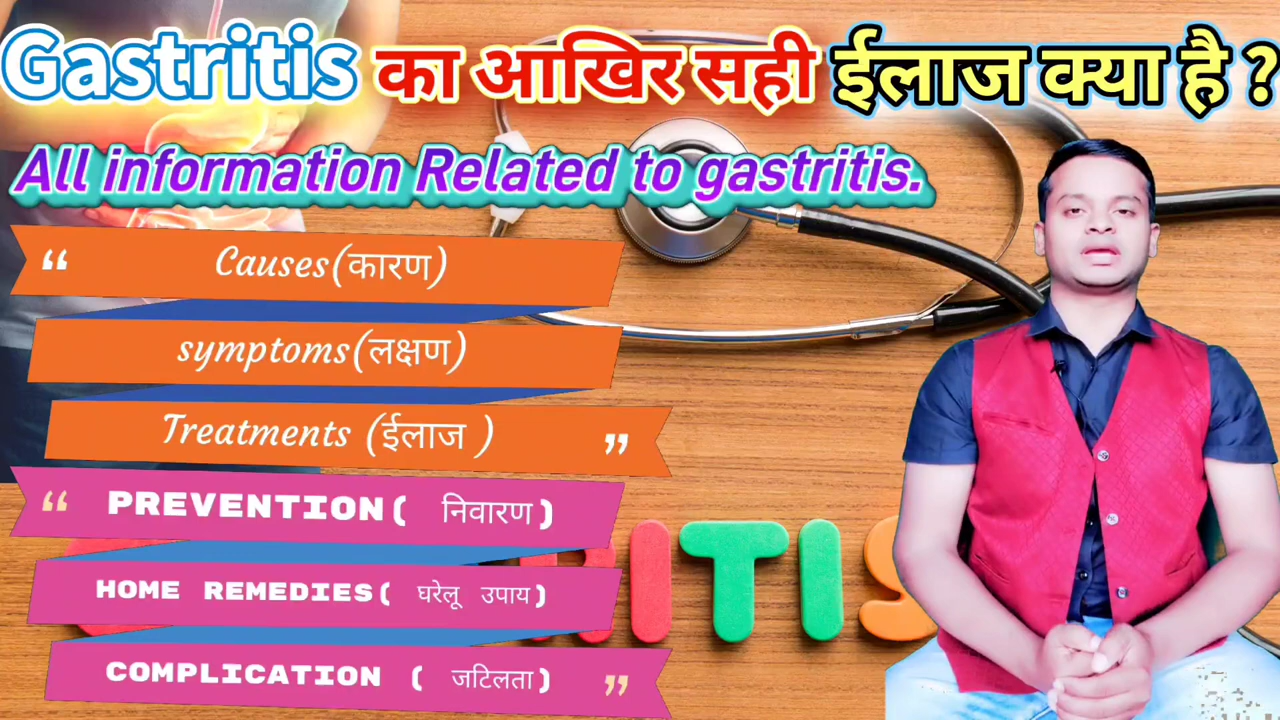 Gastritis का आखिर सही ईलाज क्या है ?
All information Related to gastritis.
“ Causes(कारण)
symptoms(लक्षण)
Treatments (ईलाज ) ”
“ PREVENTION( निवारण)
HOME REMEDIES( घरेलू उपाय)
COMPLICATION ( जटिलता) ”
RITIS